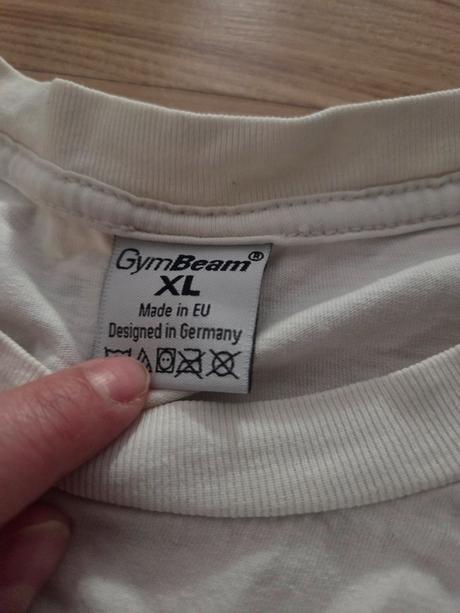 GymBeam®
XL
Made in EU
Designed in Germany